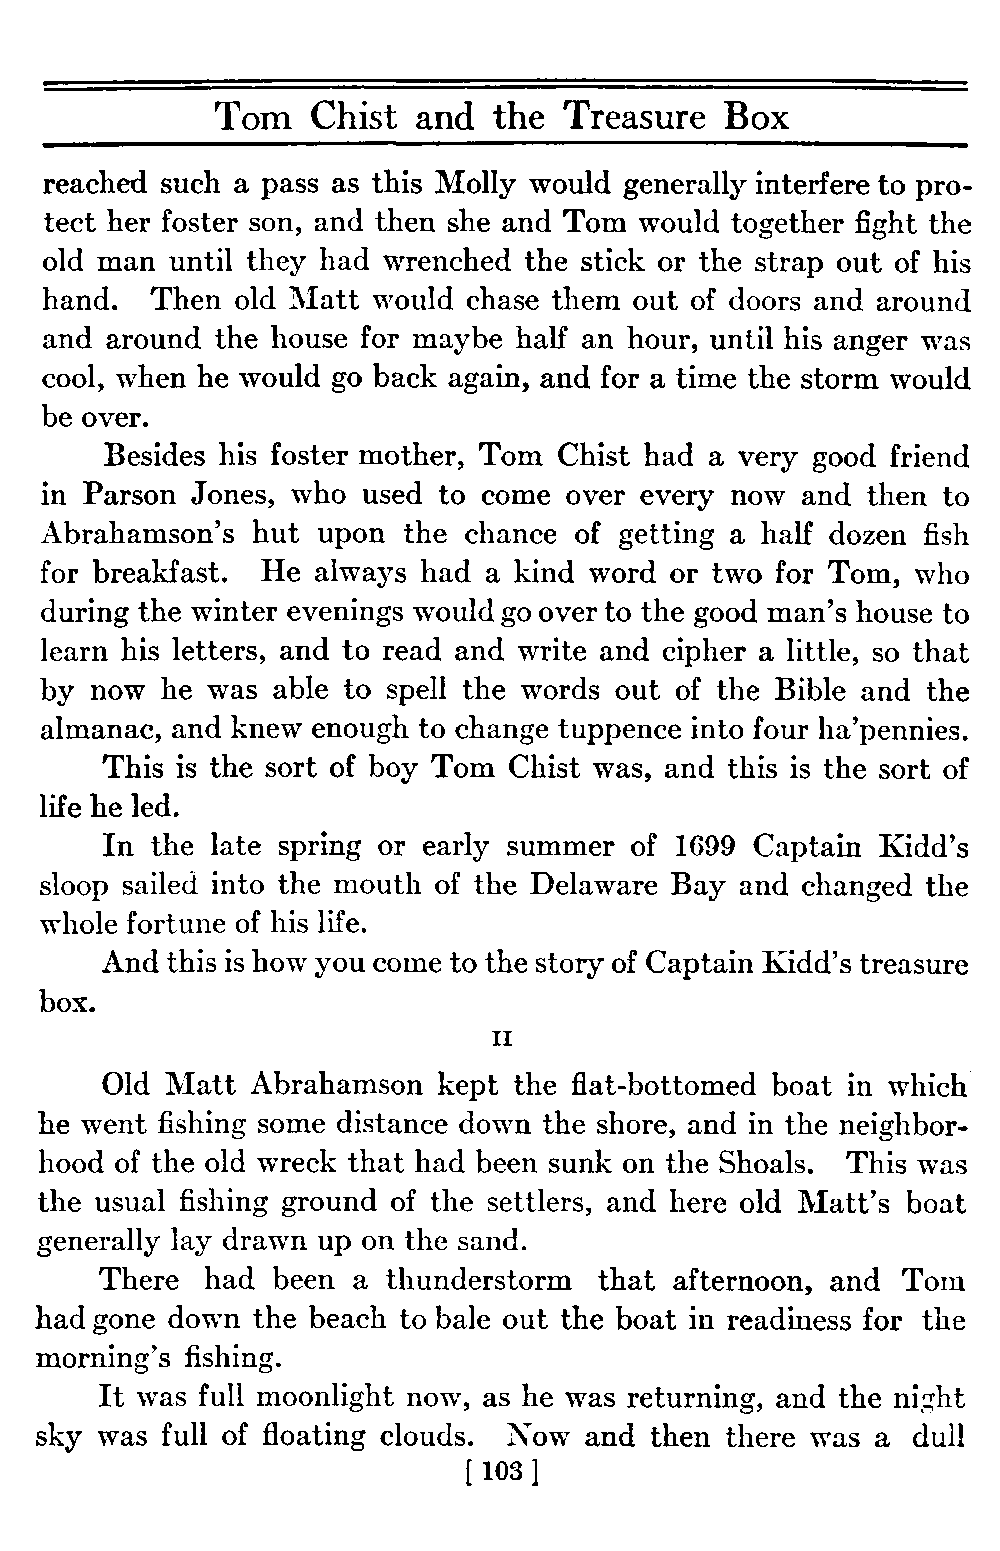 Tom Chist and the Treasure Box
reached such a pass as this Molly would generally interfere to pro-
tect her foster son, and then she and Tom would together fight the
old man until they had wrenched the stick or the strap out of his
hand. Then old Matt would chase them out of doors and around
and around the house for maybe half an hour, until his anger was
cool, when he would go back again, and for a time the storm would
be over.
Besides his foster mother, Tom Chist had a very good friend
in Parson Jones, who used to come over every now and then to
Abrahamson's hut upon the chance of getting a half dozen fish
for breakfast. He always had a kind word or two for Tom, who
during the winter evenings would go over to the good man's house to
learn his letters, and to read and write and cipher a little, so that
by now he was able to spell the words out of the Bible and the
almanac, and knew enough to change tuppence into four ha'pennies.
This is the sort of boy Tom Chist was, and this is the sort of
life he led.
In the late spring or early summer of 1699 Captain Kidd's
sloop sailed into the mouth of the Delaware Bay and changed the
whole fortune of his life.
And this is how you come to the story of Captain Kidd's treasure
box.
II
Old Matt Abrahamson kept the flat-bottomed boat in which
he went fishing some distance down the shore, and in the neighbor-
hood of the old wreck that had been sunk on the Shoals. This was
the usual fishing ground of the settlers, and here old Matt's boat
generally lay drawn up on the sand.
There had been a thunderstorm that afternoon, and Tom
had gone down the beach to bale out the boat in readiness for the
morning's fishing.
It was full moonlight now, as he was returning, and the night
sky was full of floating clouds. Now and then there was a dull
[ 103 ]